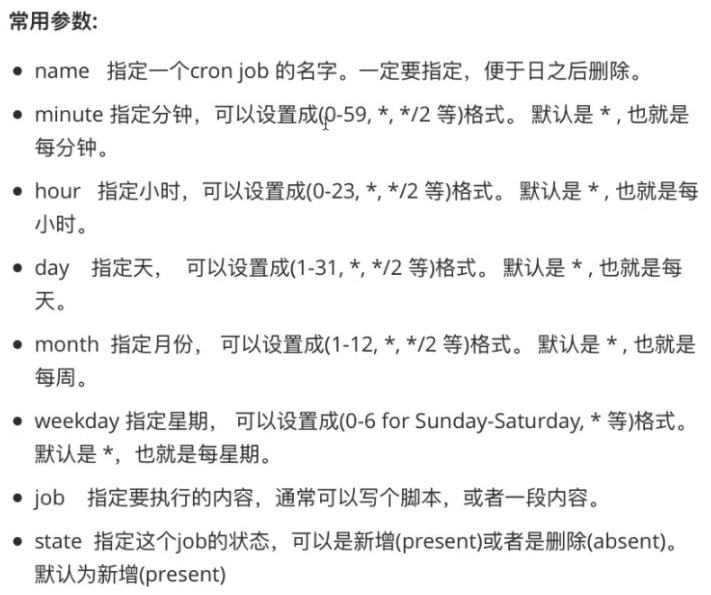 常用参数:
• name 指定一个cron job 的名字。一定要指定，便于日之后删除。
• minute 指定分钟，可以设置成(0-59, *, */2 等)格式。 默认是 * , 也就是
每分钟。
• hour 指定小时，可以设置成(0-23, *, */2 等)格式。 默认是 * , 也就是每
小时。
• day 指定天， 可以设置成(1-31, *, */2 等)格式。 默认是 * , 也就是每
天。
• month 指定月份， 可以设置成(1-12, *, */2 等)格式。 默认是 * , 也就是
每周。
• weekday 指定星期， 可以设置成(0-6 for Sunday-Saturday, * 等)格式。
默认是 *，也就是每星期。
• job 指定要执行的内容，通常可以写个脚本，或者一段内容。
• state 指定这个job的状态，可以是新增(present)或者是删除(absent)。
默认为新增(present)